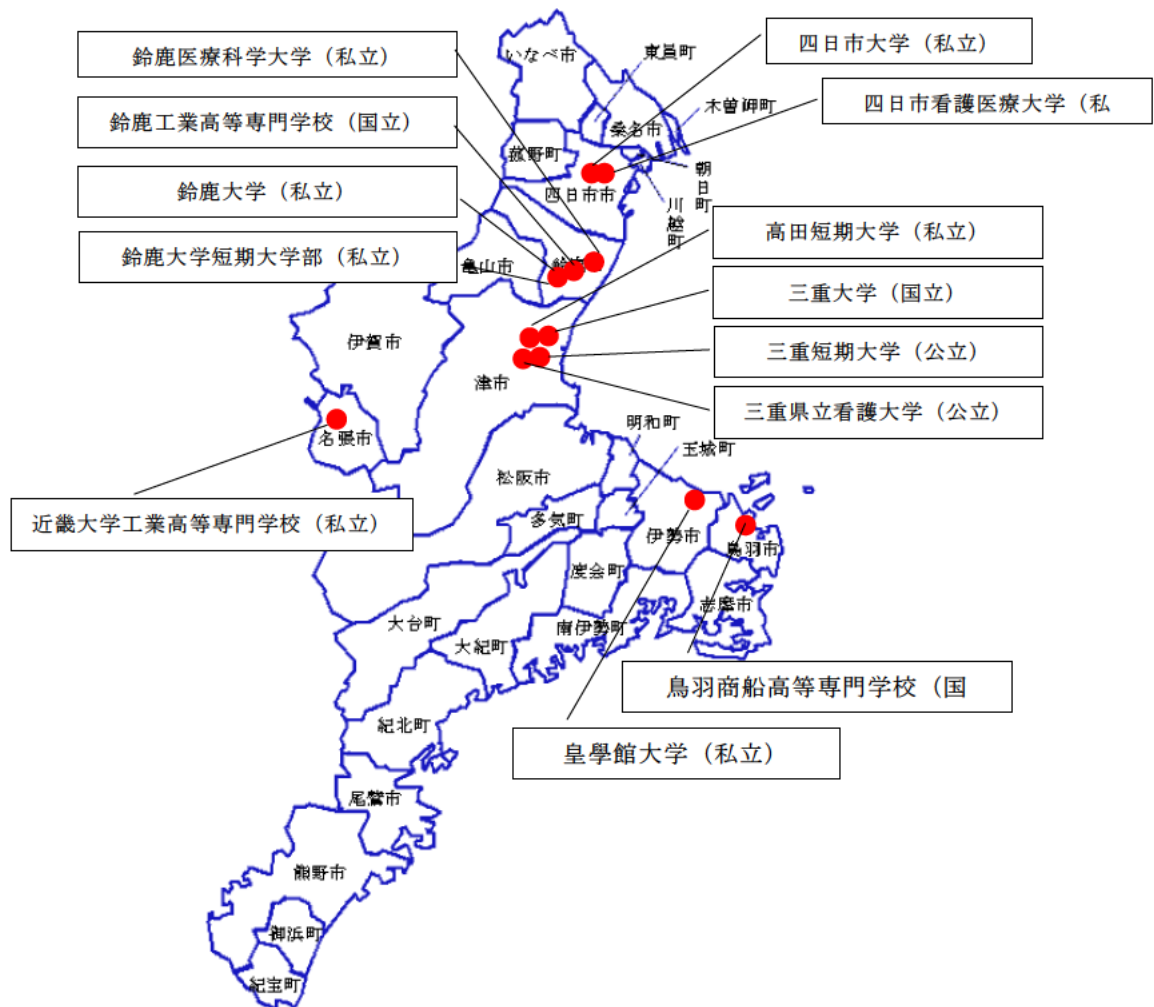 鈴鹿医療科学大学（私立）
四日市大学（私立）
いなべ市
東員町
四日市看護医療大学（私
木曽岬町
鈴鹿工業高等専門学校（国立）
桑名市
菰野町
朝日町
鈴鹿大学（私立）
四日市市
川越町
高田短期大学（私立）
鈴鹿大学短期大学部（私立）
亀山市
三重大学（国立）
伊賀市
三重短期大学（公立）
津市
三重県立看護大学（公立）
明和町
名張市
玉城町
松阪市
近畿大学工業高等専門学校（私立）
多気町
伊勢市
鳥羽市
度会町
志摩市
大台町
南伊勢町
大紀町
鳥羽商船高等専門学校（国
紀北町
皇學館大学（私立）
尾鷲市
熊野市
御浜町
紀宝町